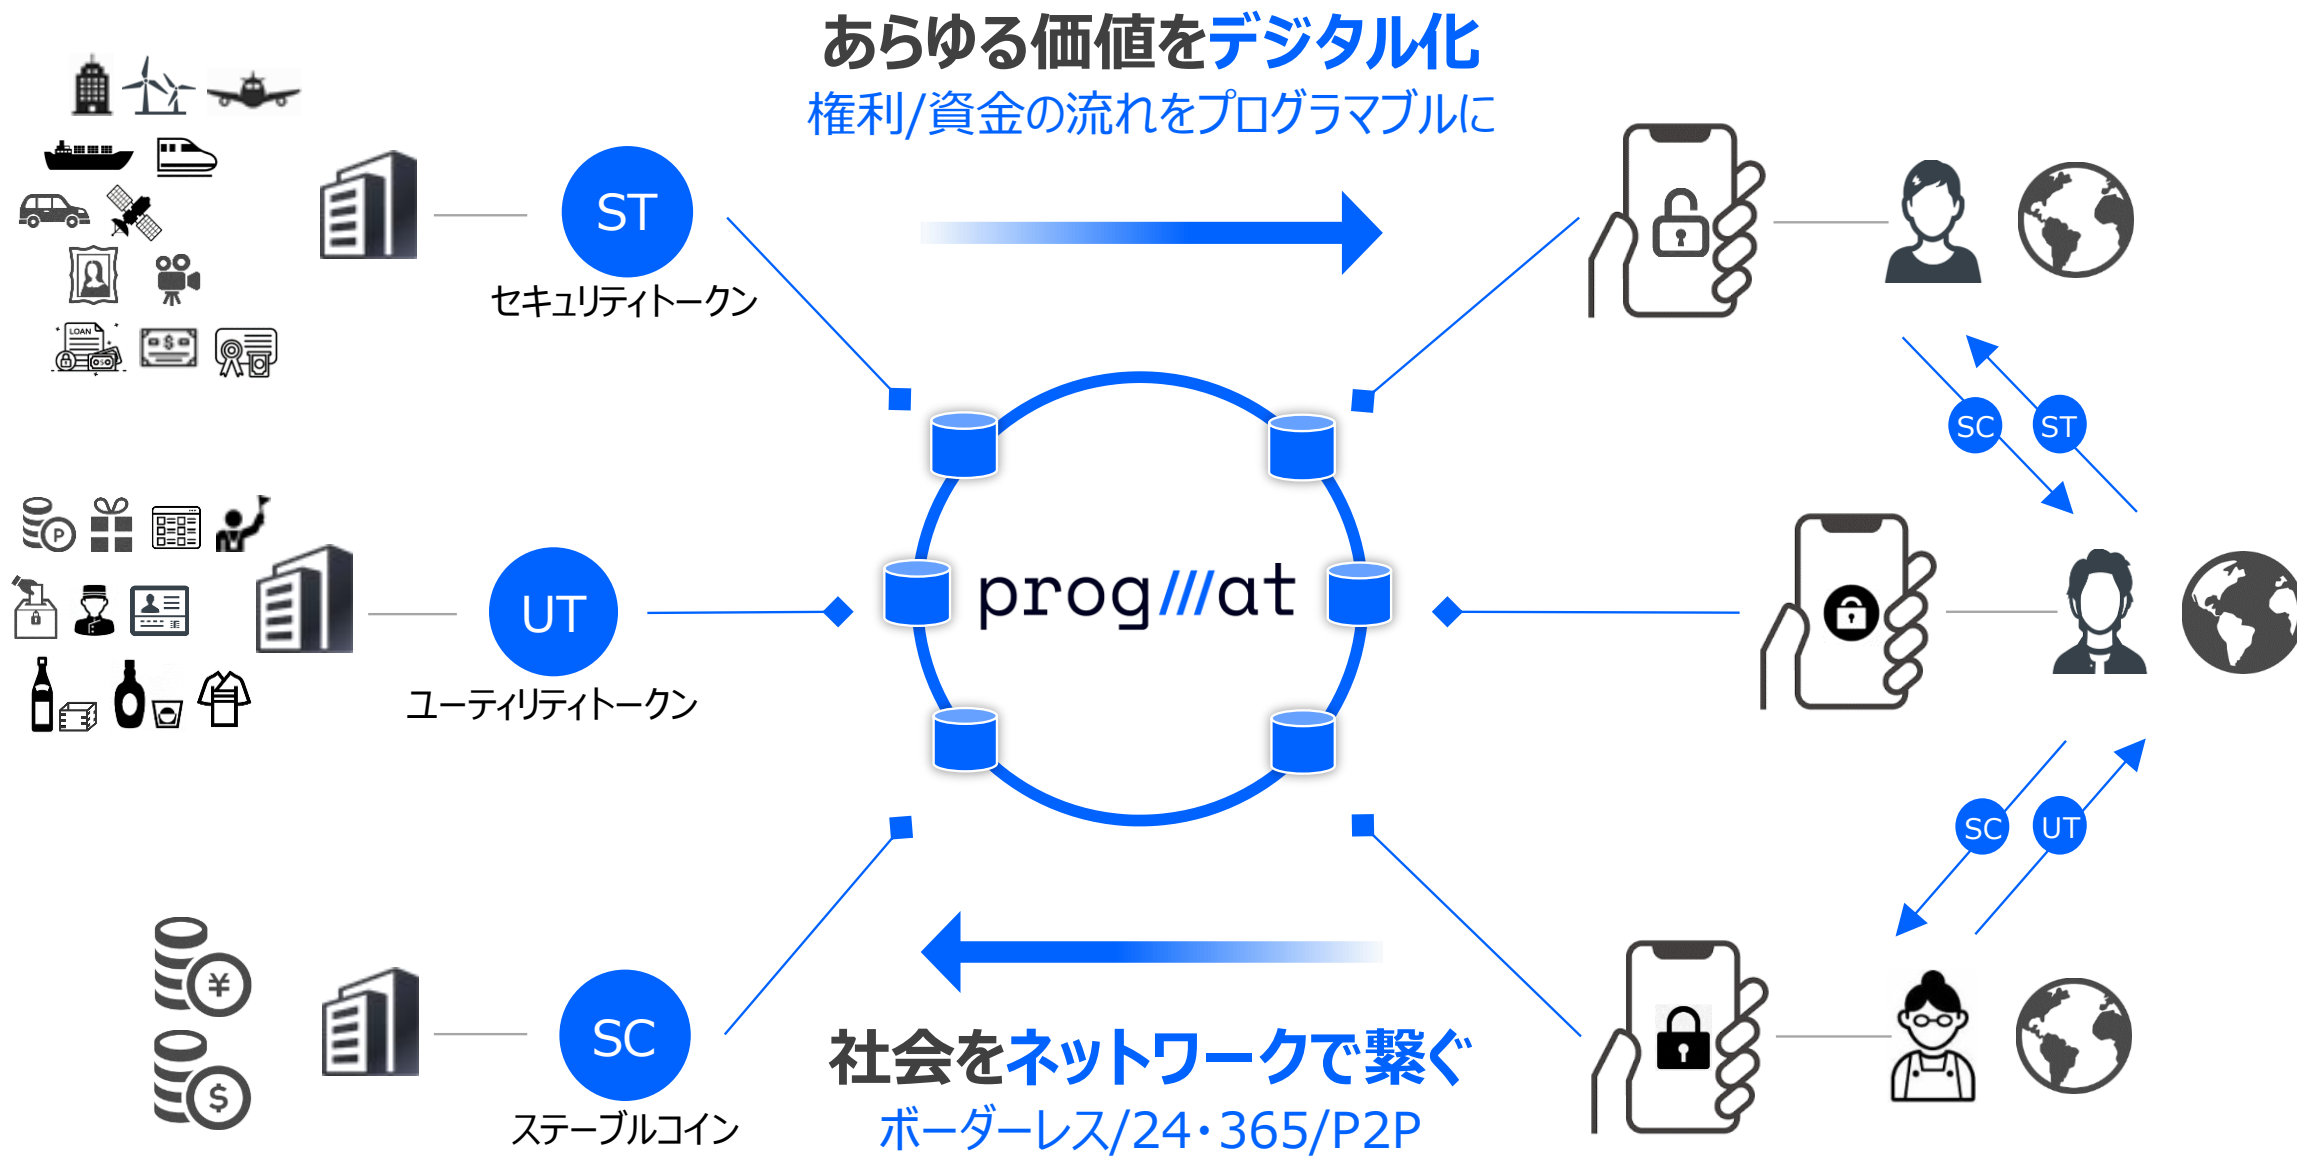 あらゆる価値をデジタル化
権利/資金の流れをプログラマブルに
ST
セキュリティトークン
LOAN
$
SC
ST
P
UT
ユーティリティトークン
prog///at
SC
UT
¥
$
SC
ステーブルコイン
社会をネットワークで繋ぐ
ボーダーレス/24・365/P2P